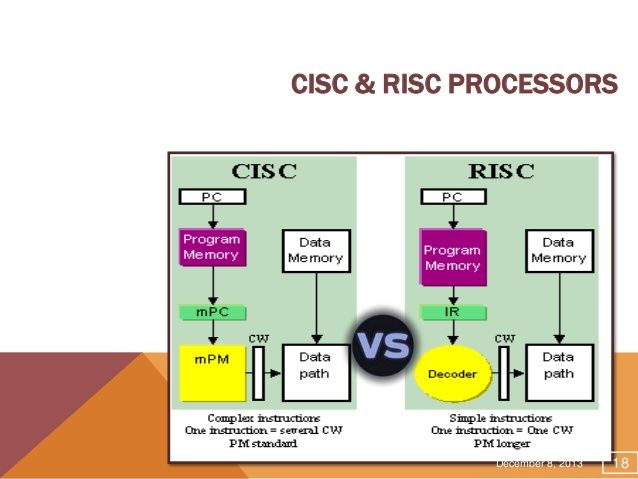 CISC & RISC PROCESSORS
CISC
PC
Program
Memory
Data
Memory
mPC
CW
mPM
Data
path
Complex instructions
One instruction = several CW
PM standard
VS
RISC
PC
Program
Memory
Data
Memory
IR
CW
Decoder
Data
path
Simple instructions
One instruction = One CW
PM longer
December 8, 2013
18